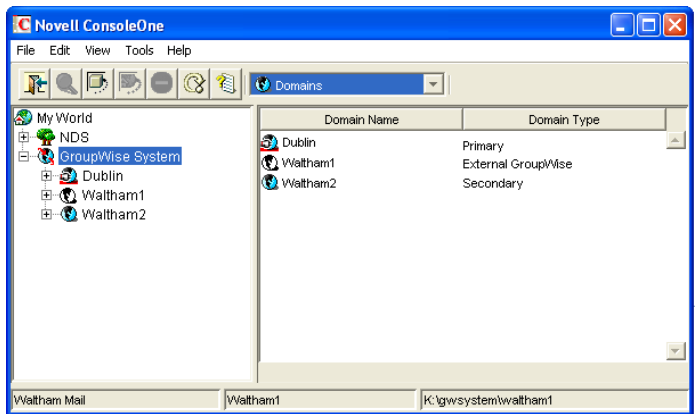 Novell ConsoleOne
File Edit View Tools Help
Domains
My World
NDS
GroupWise System
Dublin
Waltham1
Waltham2
Domain Name Domain Type
Dublin Primary
Waltham1 External GroupWise
Waltham2 Secondary
Waltham Mail Waltham1 K:\gwsystem\waltham1